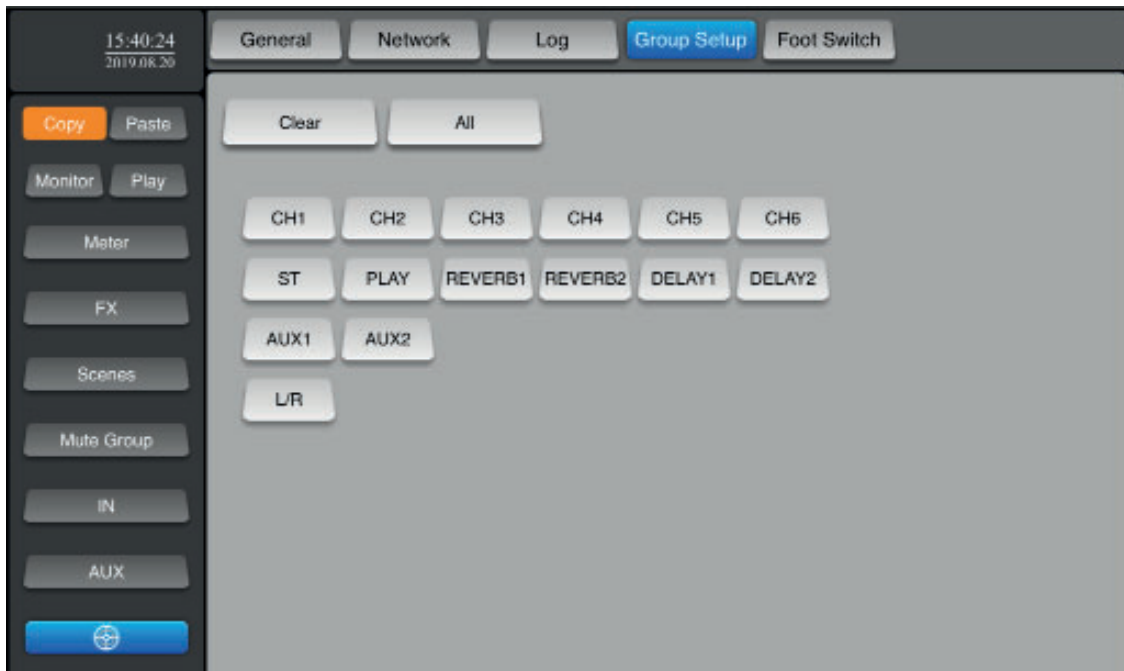 15:40:24
2019.08.20
General Network Log Group Setup Foot Switch
Copy Paste
Monitor Play
Meter
FX
Scenes
Mute Group
IN
AUX
Clear All
CH1 CH2 CH3 CH4 CH5 CH6
ST PLAY REVERB1 REVERB2 DELAY1 DELAY2
AUX1 AUX2
L/R